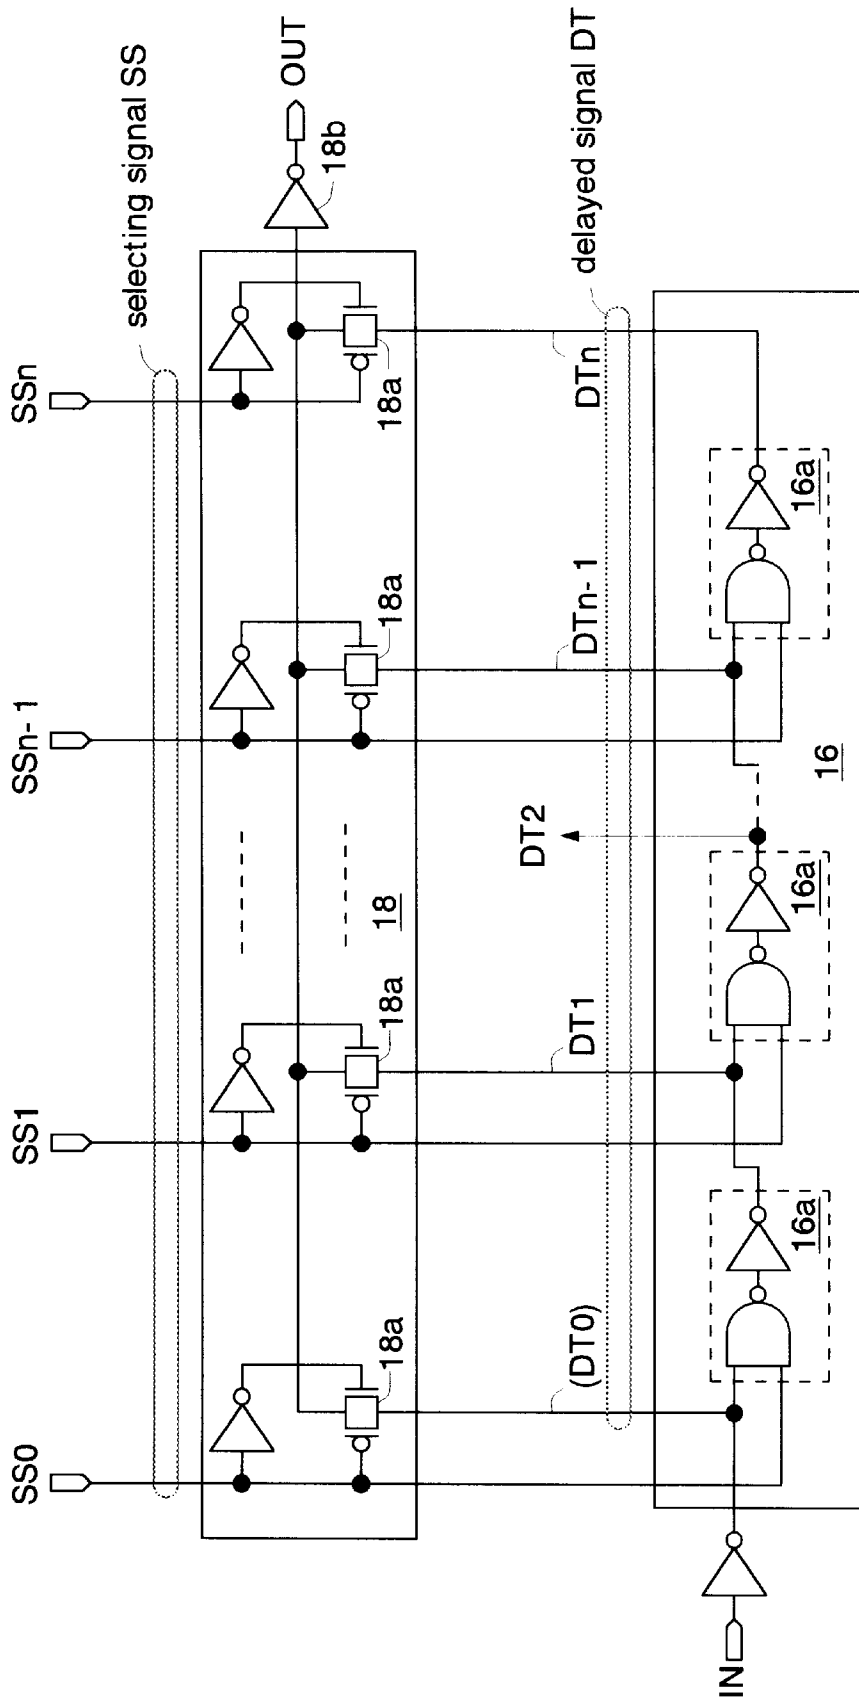 SS0
SS1
SSn-1
SSn
selecting signal SS
18a
18a
18a
18a
18
18b
OUT
(DT0)
DT1
DT2
DTn-1
DTn
delayed signal DT
IN
16a
16a
16a
16